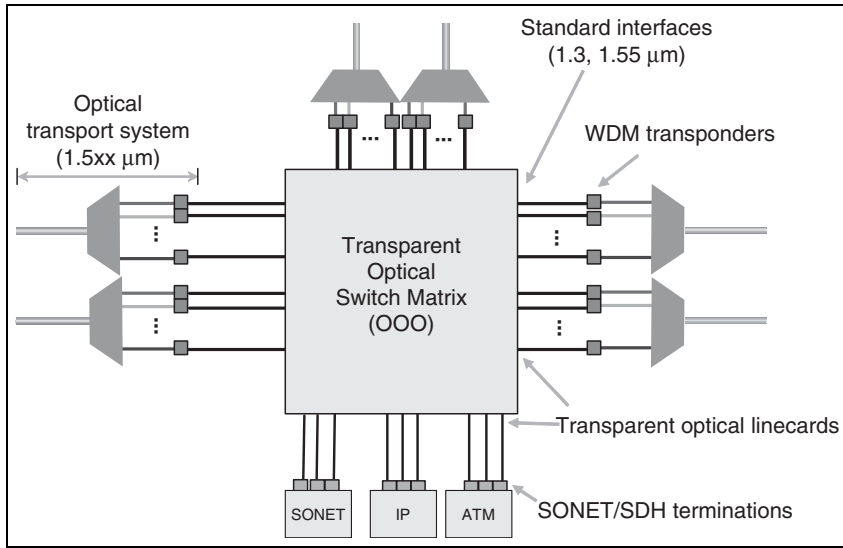 Standard interfaces
(1.3, 1.55 μm)
Optical
transport system
(1.5xx μm)
WDM transponders
Transparent
Optical
Switch Matrix
(OOO)
Transparent optical linecards
SONET
IP
ATM
SONET/SDH terminations